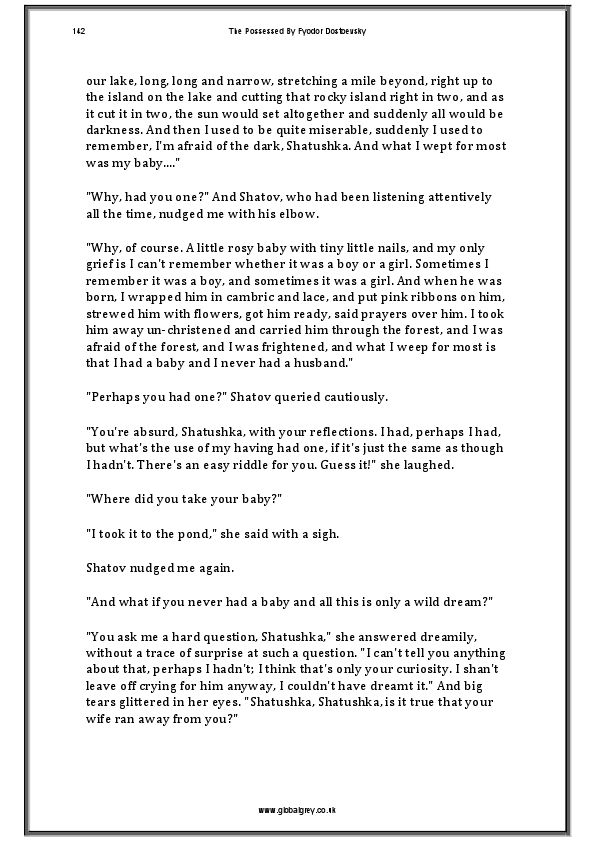 142
The Possessed By Fyodor Dostoevsky
our lake, long, long and narrow, stretching a mile beyond, right up to
the island on the lake and cutting that rocky island right in two, and as
it cut it in two, the sun would set altogether and suddenly all would be
darkness. And then I used to be quite miserable, suddenly I used to
remember, I'm afraid of the dark, Shatushka. And what I wept for most
was my baby...."
"Why, had you one?" And Shatov, who had been listening attentively
all the time, nudged me with his elbow.
"Why, of course. A little rosy baby with tiny little nails, and my only
grief is I can't remember whether it was a boy or a girl. Sometimes I
remember it was a boy, and sometimes it was a girl. And when he was
born, I wrapped him in cambric and lace, and put pink ribbons on him,
strewed him with flowers, got him ready, said prayers over him. I took
him away un-christened and carried him through the forest, and I was
afraid of the forest, and I was frightened, and what I weep for most is
that I had a baby and I never had a husband."
"Perhaps you had one?" Shatov queried cautiously.
"You're absurd, Shatushka, with your reflections. I had, perhaps I had,
but what's the use of my having had one, if it's just the same as though
I hadn't. There's an easy riddle for you. Guess it!" she laughed.
"Where did you take your baby?"
"I took it to the pond," she said with a sigh.
Shatov nudged me again.
"And what if you never had a baby and all this is only a wild dream?"
"You ask me a hard question, Shatushka," she answered dreamily,
without a trace of surprise at such a question. "I can't tell you anything
about that, perhaps I hadn't; I think that's only your curiosity. I shan't
leave off crying for him anyway, I couldn't have dreamt it." And big
tears glittered in her eyes. "Shatushka, Shatushka, is it true that your
wife ran away from you?"
www.globalgrey.co.uk